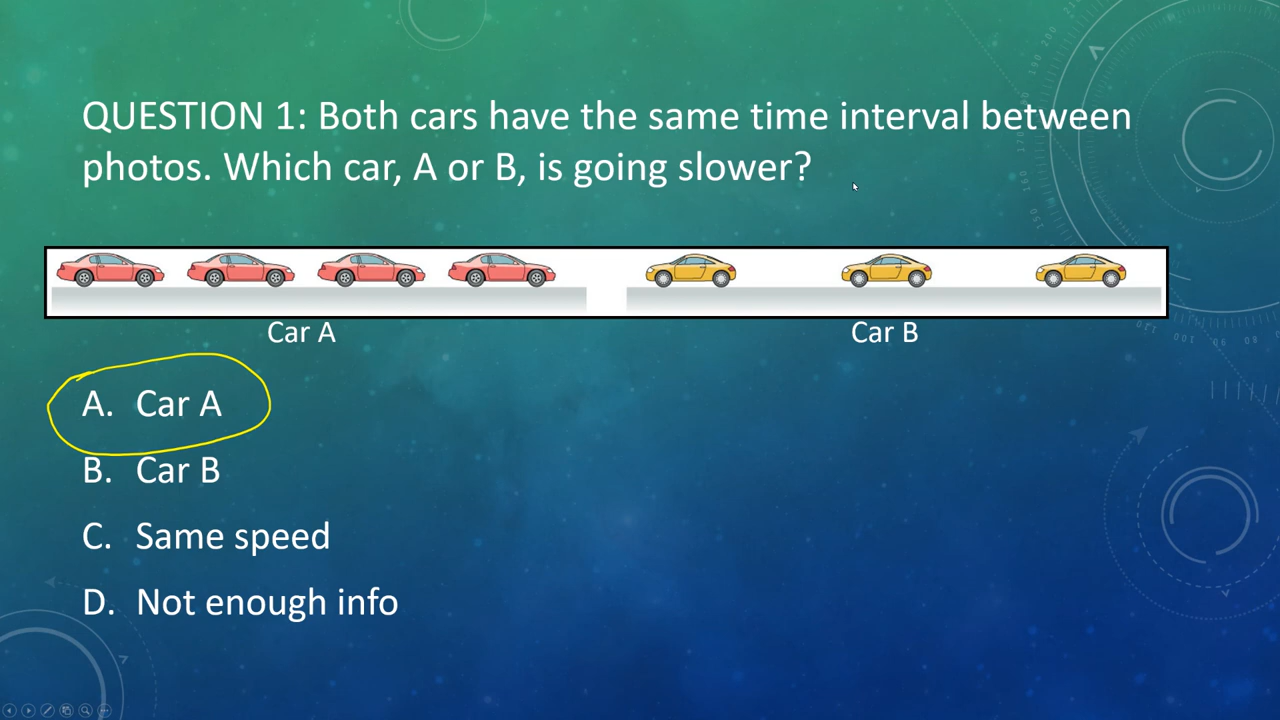 QUESTION 1: Both cars have the same time interval between
photos. Which car, A or B, is going slower?
Car A
Car B
A. Car A
B. Car B
C. Same speed
D. Not enough info